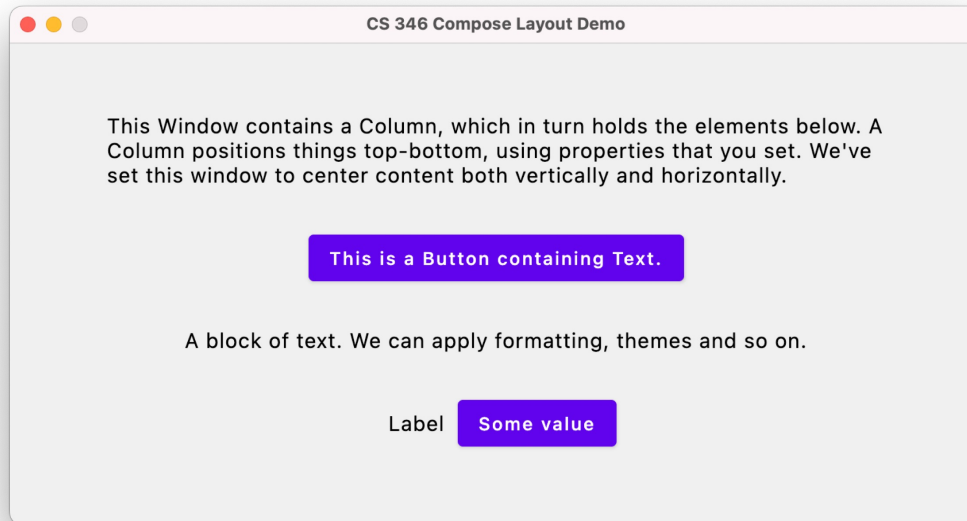 CS 346 Compose Layout Demo
This Window contains a Column, which in turn holds the elements below. A
Column positions things top-bottom, using properties that you set. We've
set this window to center content both vertically and horizontally.
This is a Button containing Text.
A block of text. We can apply formatting, themes and so on.
Label Some value